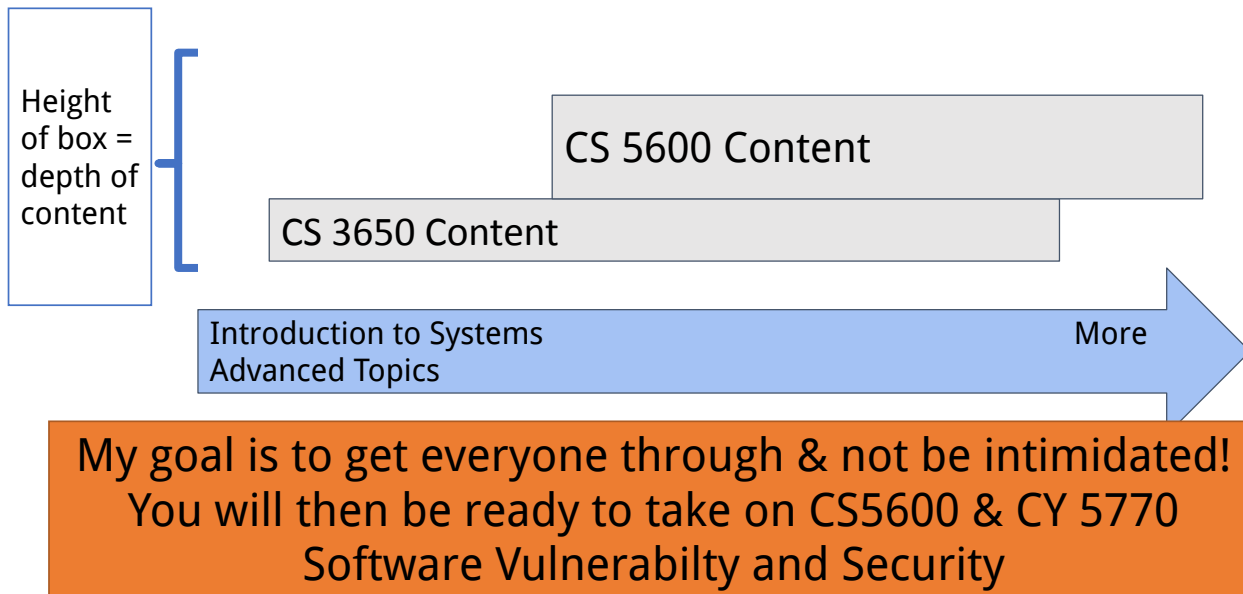 Height
of box =
depth of
content
CS 5600 Content
CS 3650 Content
Introduction to Systems More
Advanced Topics
My goal is to get everyone through & not be intimidated!
You will then be ready to take on CS5600 & CY 5770
Software Vulnerabilty and Security